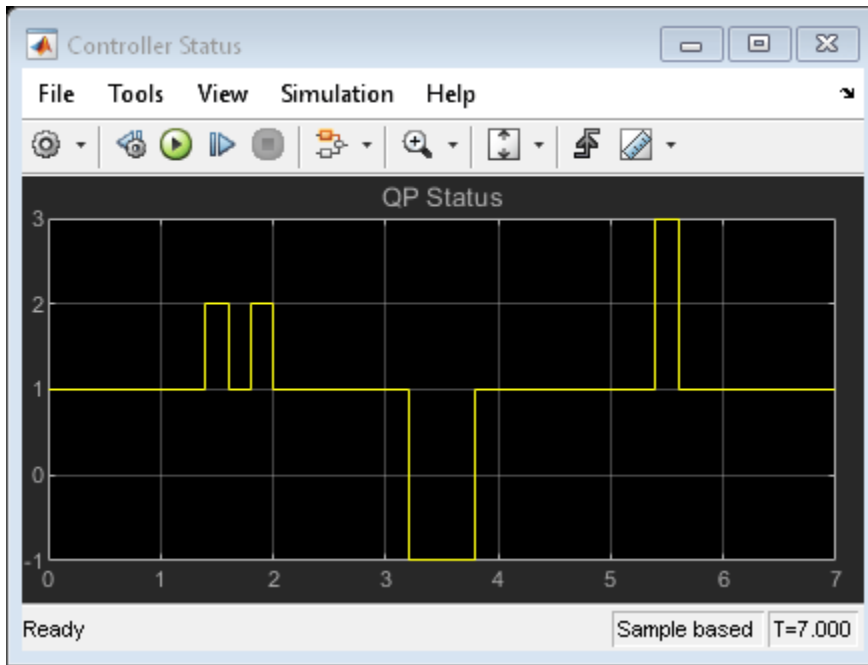 Controller Status
File Tools View Simulation Help
QP Status
3
2
1
0
-1
0 1 2 3 4 5 6 7
Ready Sample based T=7.000